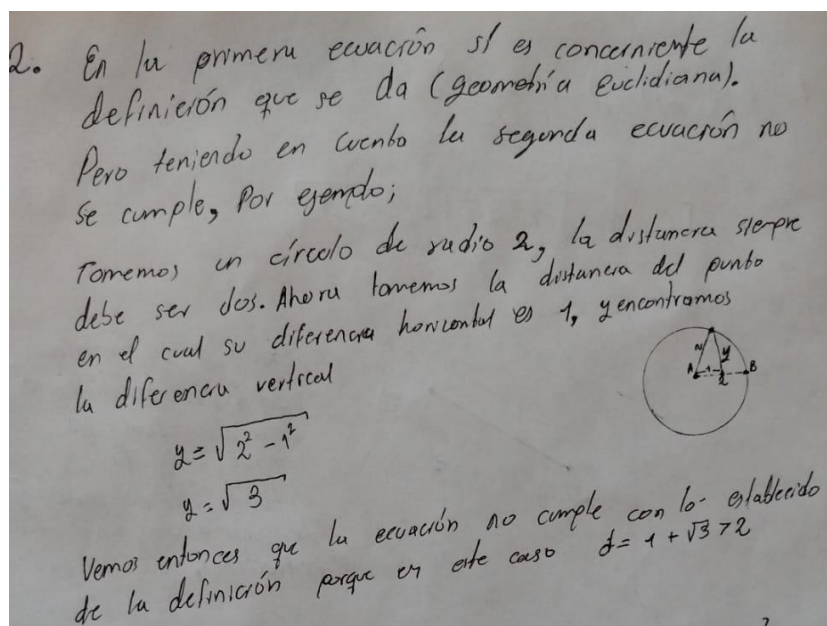 2. En la primera ecuación sí es concerniente la
definición que se da (geometría Euclidiana).
Pero teniendo en cuenta la segunda ecuación no
se cumple, Por ejemplo;
Tomemos un círculo de radio 2, la distancia siempre
debe ser dos. Ahora tomemos la distancia del punto
en el cual su diferencia horizontal es 1, y encontramos
la diferencia vertical
2 y
A 1 B
2
y = √2² - 1²
y = √3
Vemos entonces que la ecuación no cumple con lo establecido
de la definición porque en este caso d = 1 + √3 > 2